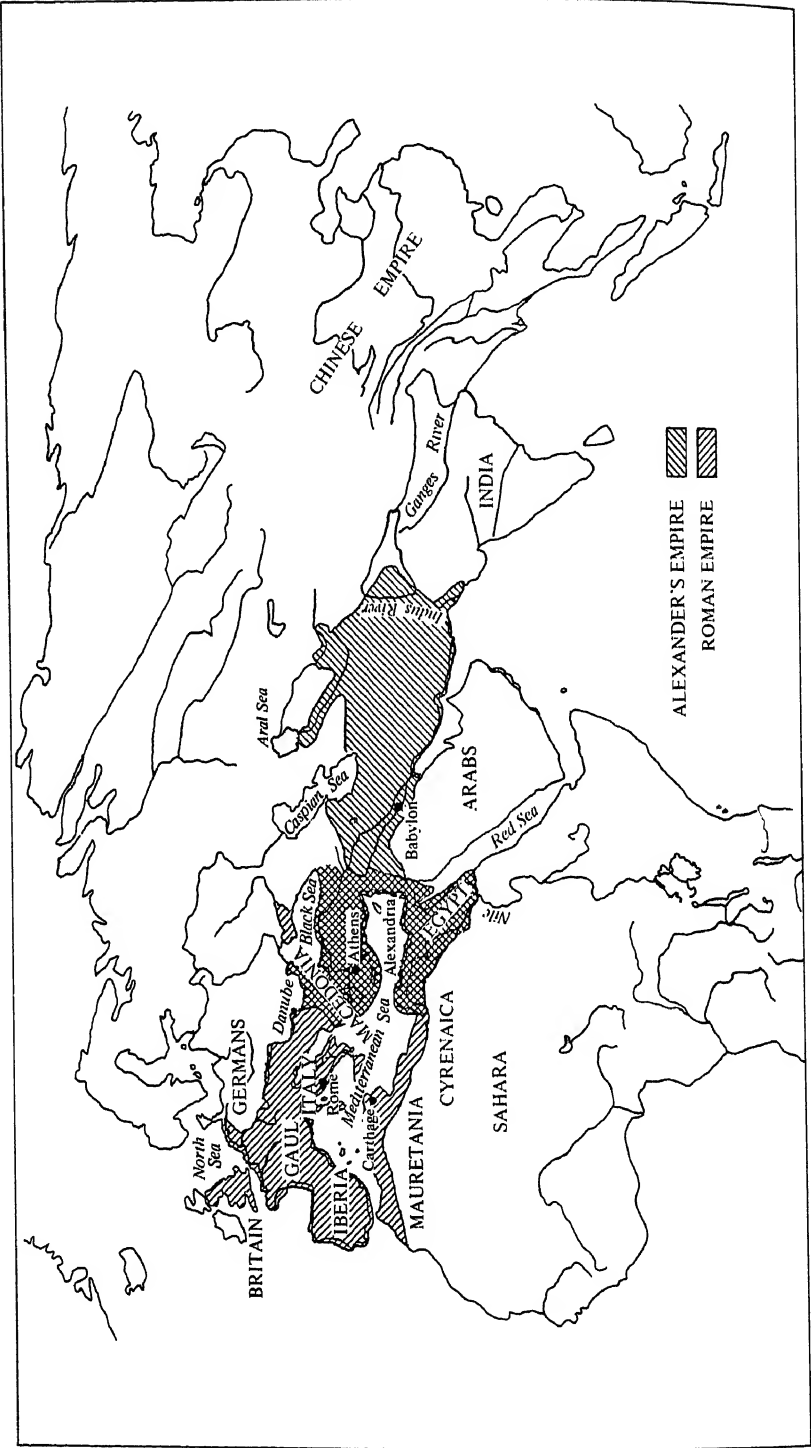 BRITAIN
North
Sea
GERMANS
GAUL
IBERIA
ITALY
Rome
Danube
MACEDONIA
Black Sea
Athens
Mediterranean Sea
Carthage
Alexandria
MAURETANIA
CYRENAICA
SAHARA
EGYPT
Nile
Red Sea
ARABS
Babylon
Caspian Sea
Aral Sea
Indus River
Ganges River
INDIA
CHINESE EMPIRE
ALEXANDER'S EMPIRE
ROMAN EMPIRE